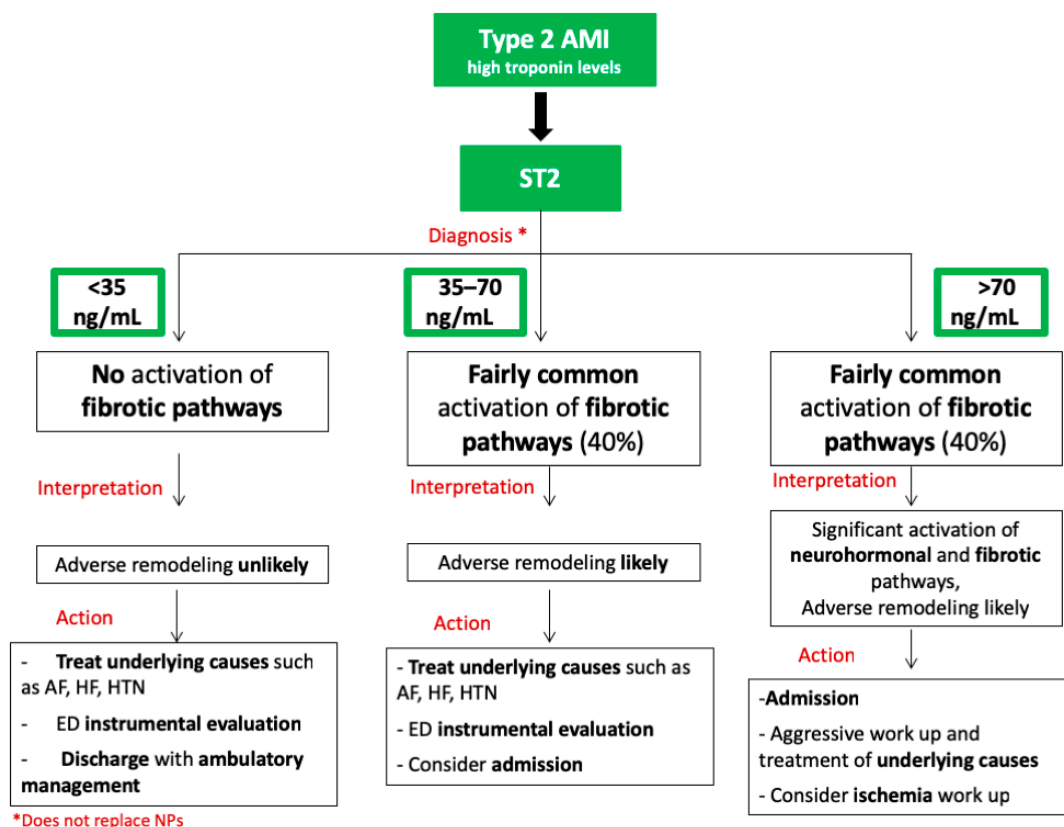 Type 2 AMI
high troponin levels
ST2
Diagnosis *
<35
ng/mL
35–70
ng/mL
>70
ng/mL
No activation of
fibrotic pathways
Fairly common
activation of fibrotic
pathways (40%)
Fairly common
activation of fibrotic
pathways (40%)
Interpretation
Interpretation
Interpretation
Adverse remodeling unlikely
Adverse remodeling likely
Significant activation of
neurohormonal and fibrotic
pathways,
Adverse remodeling likely
Action
Action
Action
- Treat underlying causes such
as AF, HF, HTN
- ED instrumental evaluation
- Discharge with ambulatory
management
- Treat underlying causes such as
AF, HF, HTN
- ED instrumental evaluation
- Consider admission
-Admission
- Aggressive work up and
treatment of underlying causes
- Consider ischemia work up
*Does not replace NPs